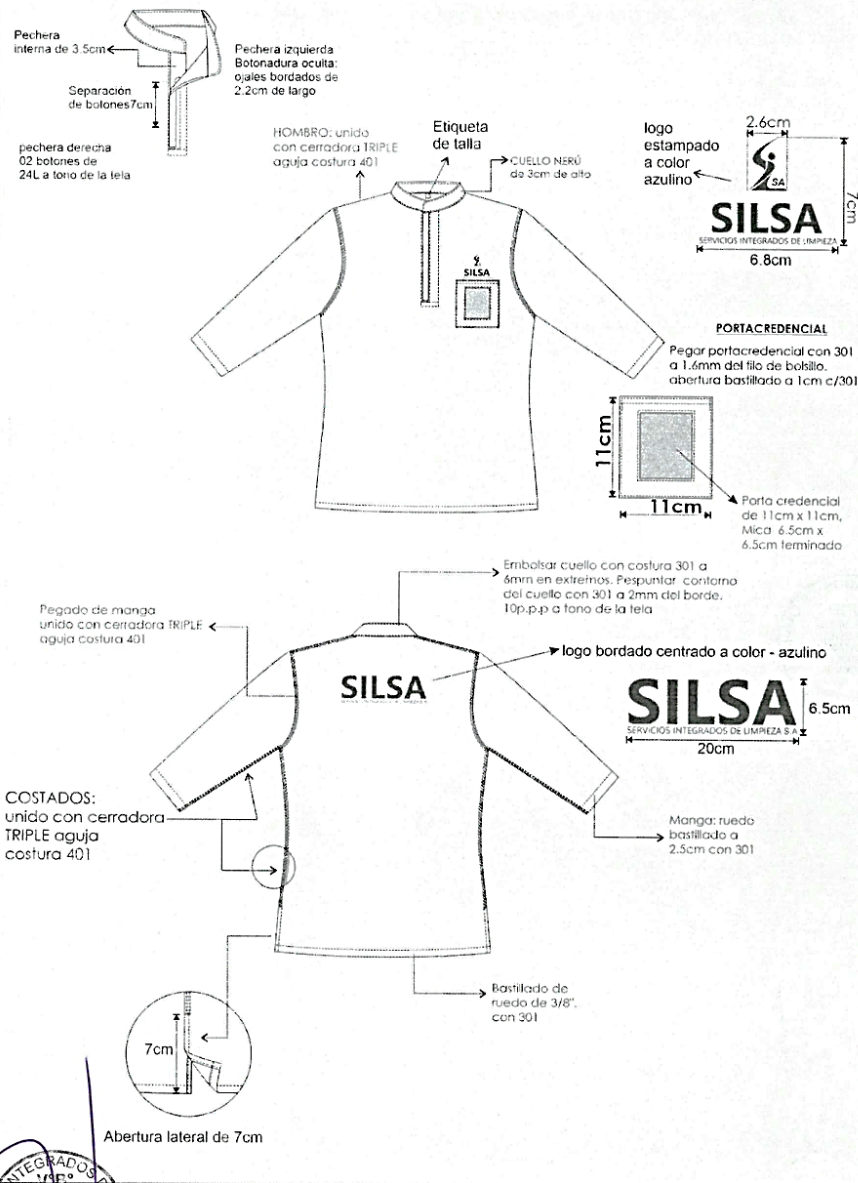 Pechera
interna de 3.5cm
Pechera izquierda
Botonadura oculta:
ojales bordados de
2.2cm de largo
Separación
de botones7cm
pechera derecha
02 botones de
24L a tono de la tela
HOMBRO: unido
con cerradora TRIPLE
aguja costura 401
Etiqueta
de talla
CUELLO NERÚ
de 3cm de alto
logo
estampado
a color
azulino
2.6cm
SA
7cm
SILSA
SERVICIOS INTEGRADOS DE LIMPIEZA
6.8cm
SILSA
PORTACREDENCIAL
Pegar portacredencial con 301
a 1.6mm del filo de bolsillo.
abertura bastillado a 1cm c/301
11cm
11cm
Porta credencial
de 11cm x 11cm,
Mica 6.5cm x
6.5cm terminado
Embolsar cuello con costura 301 a
6mm en extremos. Pespuntar contorno
del cuello con 301 a 2mm del borde.
10p.p.p a tono de la tela
Pegado de manga
unido con cerradora TRIPLE
aguja costura 401
logo bordado centrado a color - azulino
SILSA
SILSA
SERVICIOS INTEGRADOS DE LIMPIEZA S.A
6.5cm
20cm
COSTADOS:
unido con cerradora
TRIPLE aguja
costura 401
Manga: ruedo
bastillado a
2.5cm con 301
Bastillado de
ruedo de 3/8".
con 301
7cm
Abertura lateral de 7cm
INTEGRADOS
V°B°